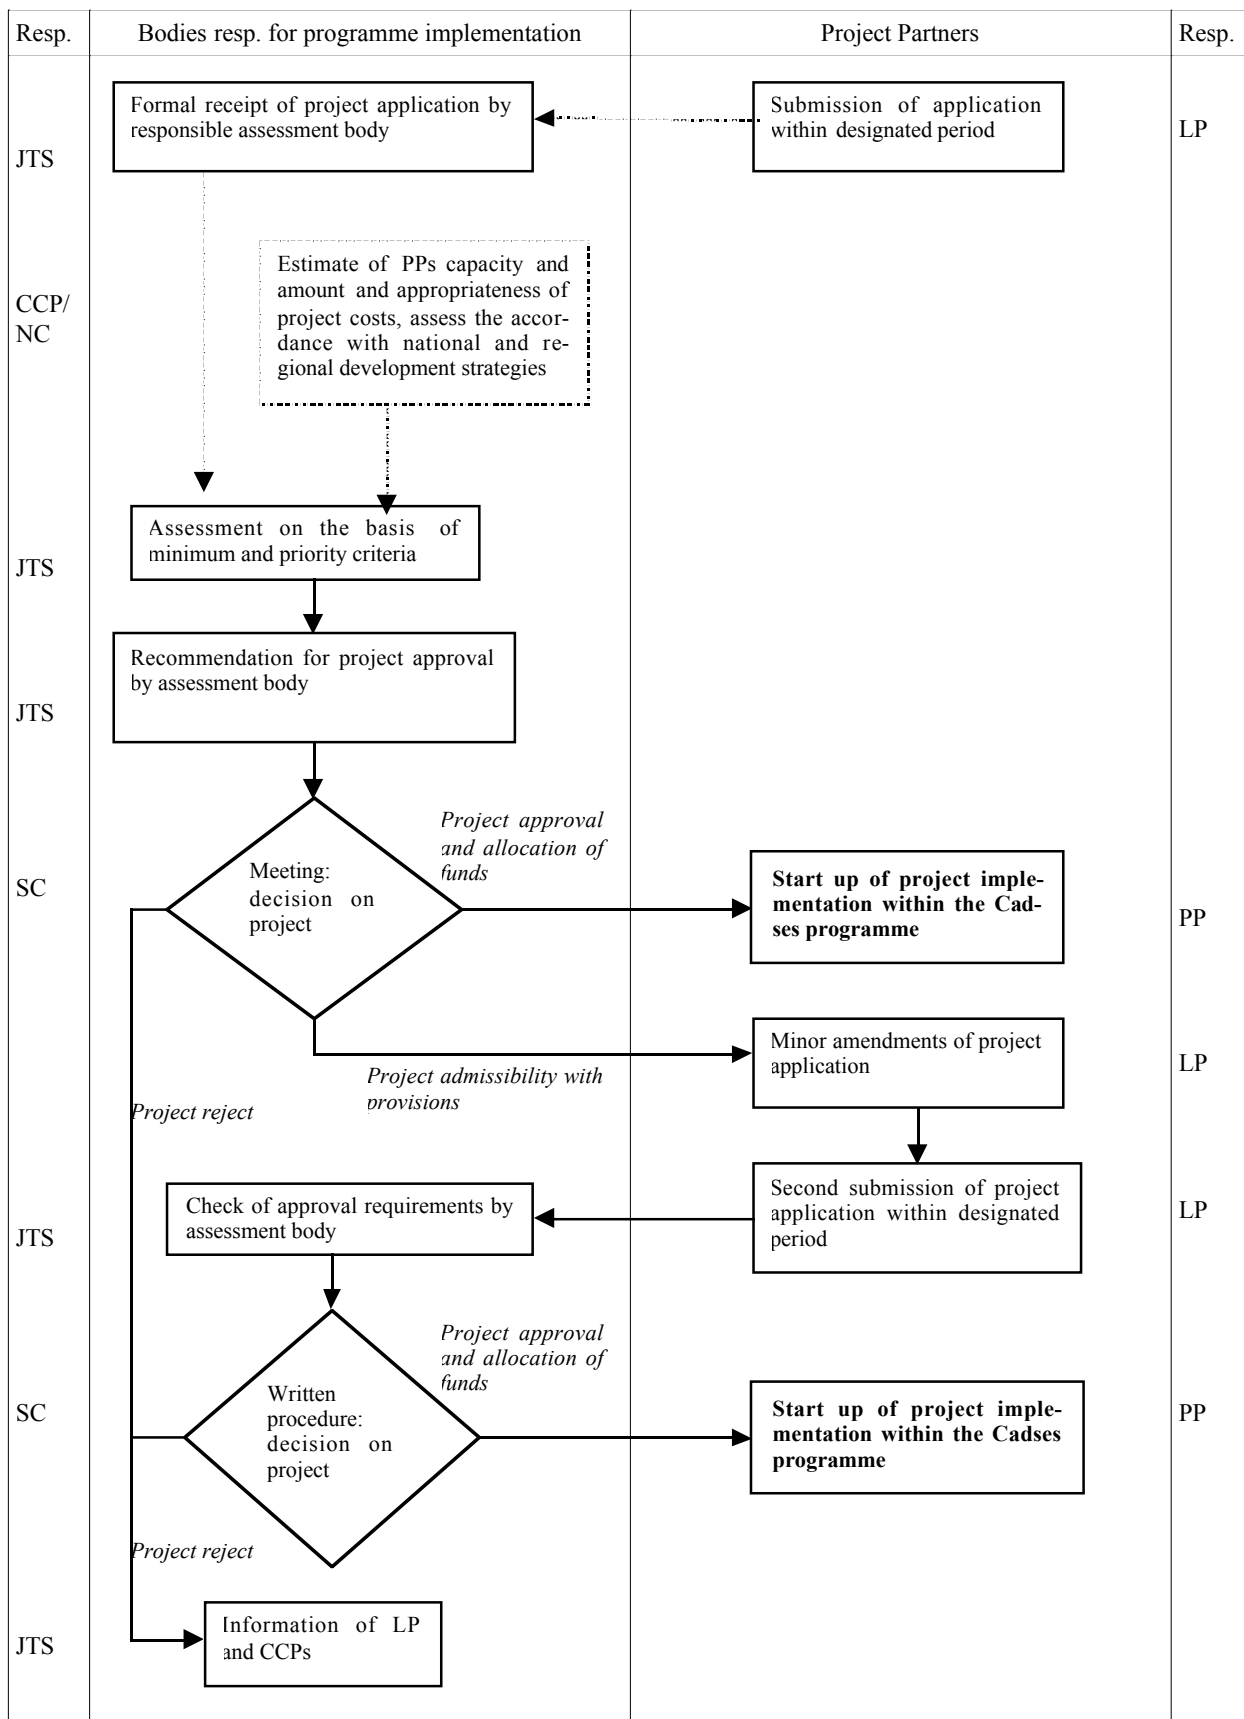 Resp.
Bodies resp. for programme implementation
Project Partners
Resp.
Formal receipt of project application by
responsible assessment body
Submission of application
within designated period
LP
JTS
Estimate of PPs capacity and
amount and appropriateness of
project costs, assess the accor-
dance with national and re-
gional development strategies
CCP/
NC
Assessment on the basis of
minimum and priority criteria
JTS
Recommendation for project approval
by assessment body
JTS
Project approval
and allocation of
funds
Meeting:
decision on
project
SC
Start up of project imple-
mentation within the Cad-
ses programme
PP
Minor amendments of project
application
LP
Project admissibility with
provisions
Project reject
Second submission of project
application within designated
period
LP
Check of approval requirements by
assessment body
JTS
Project approval
and allocation of
funds
Written
procedure:
decision on
project
SC
Start up of project imple-
mentation within the Cadses
programme
PP
Project reject
Information of LP
and CCPs
JTS